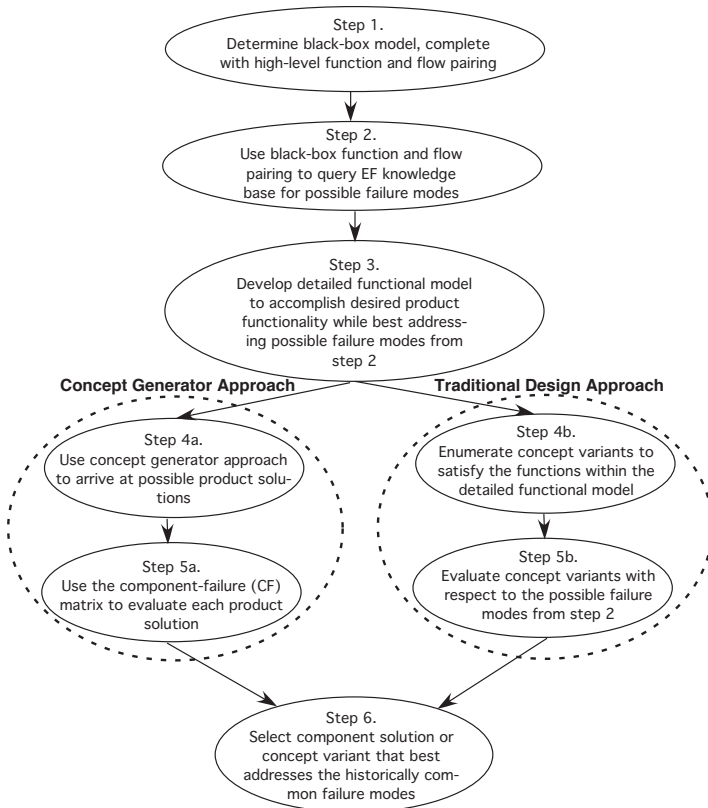 Step 1.
Determine black-box model, complete
with high-level function and flow pairing
Step 2.
Use black-box function and flow
pairing to query EF knowledge
base for possible failure modes
Step 3.
Develop detailed functional model
to accomplish desired product
functionality while best address-
ing possible failure modes from
step 2
Concept Generator Approach
Step 4a.
Use concept generator approach
to arrive at possible product solu-
tions
Step 5a.
Use the component-failure (CF)
matrix to evaluate each product
solution
Traditional Design Approach
Step 4b.
Enumerate concept variants to
satisfy the functions within the
detailed functional model
Step 5b.
Evaluate concept variants with
respect to the possible failure
modes from step 2
Step 6.
Select component solution or
concept variant that best
addresses the historically com-
mon failure modes